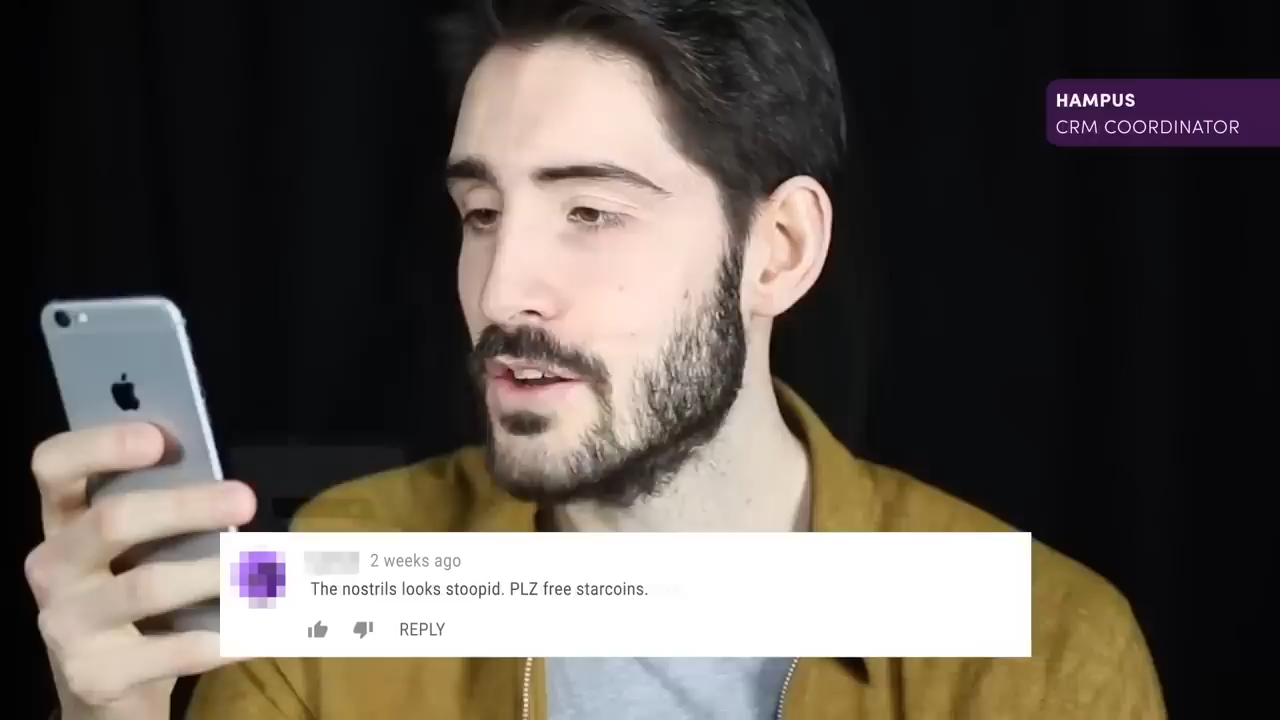 HAMPUS
CRM COORDINATOR
2 weeks ago
The nostrils looks stoopid. PLZ free starcoins.
REPLY